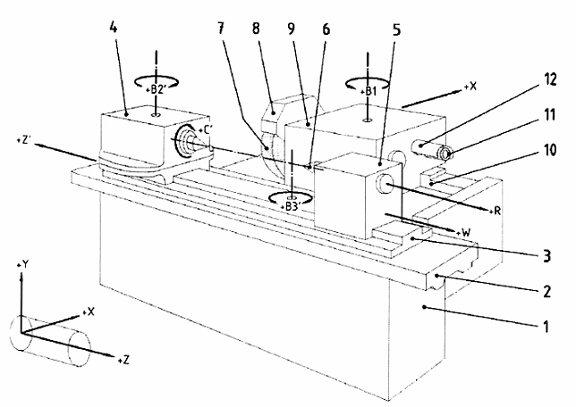 4 7 8 9 6 5
+B2' +B1 +X
12
11
+C'
+Z' 10
+B3' +R
+W
3
+Y 2
+X 1
+Z